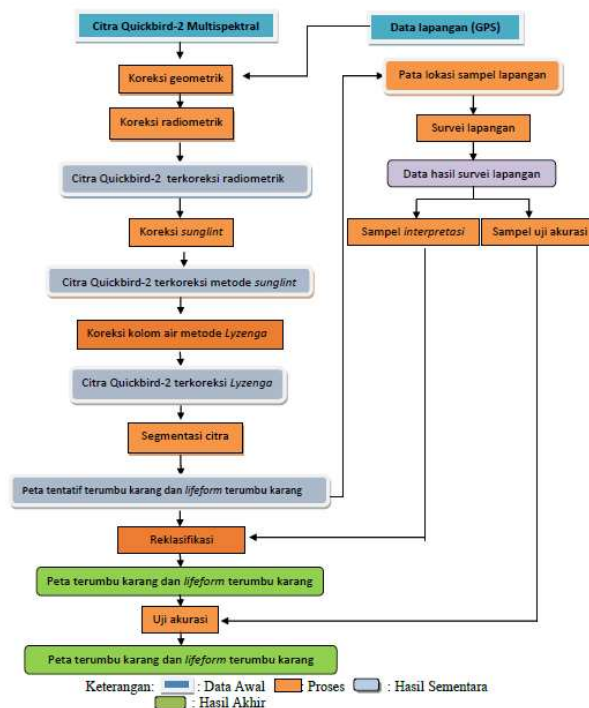 Citra Quickbird-2 Multispektral
Data lapangan (GPS)
Koreksi geometrik
Pata lokasi sampel lapangan
Koreksi radiometrik
Survei lapangan
Citra Quickbird-2 terkoreksi radiometrik
Data hasil survei lapangan
Koreksi sunglint
Sampel interpretasi
Sampel uji akurasi
Citra Quickbird-2 terkoreksi metode sunglint
Koreksi kolom air metode Lyzenga
Citra Quickbird-2 terkoreksi Lyzenga
Segmentasi citra
Peta tentatif terumbu karang dan lifeform terumbu karang
Reklasifikasi
Peta terumbu karang dan lifeform terumbu karang
Uji akurasi
Peta terumbu karang dan lifeform terumbu karang
Keterangan: : Data Awal : Proses : Hasil Sementara
: Hasil Akhir